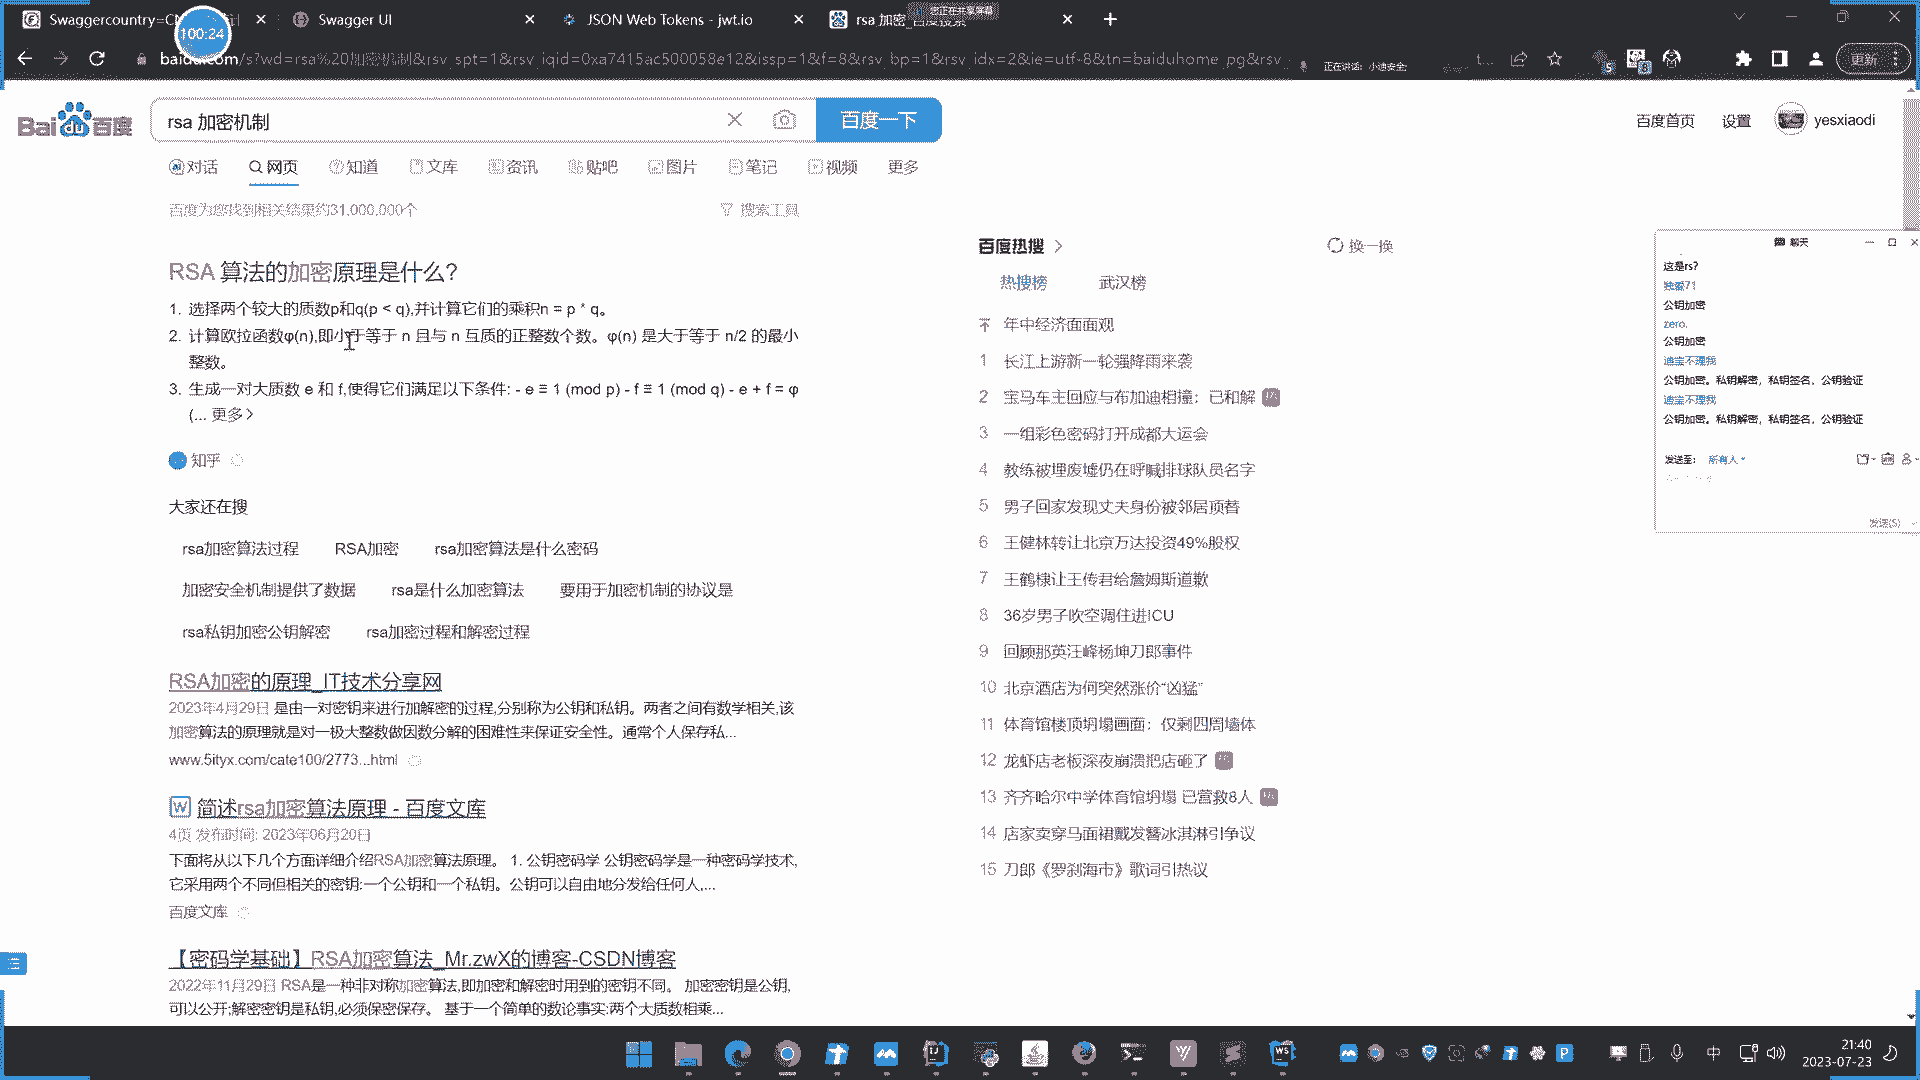 Swaggercountry=CN
100:24
Swagger UI
JSON Web Tokens - jwt.io
rsa 加密_百度搜索
您正在共享屏幕
baidu.com/s?wd=rsa%20加密机制&rsv_spt=1&rsv_iqid=0xa7415ac500058e12&issp=1&f=8&rsv_bp=1&rsv_idx=2&ie=utf-8&tn=baiduhome_pg&rsv_
正在讲话: 小迪安全;
更新
Bai du 百度
rsa 加密机制
百度一下
百度首页
设置
yesxiaodi
对话
网页
知道
文库
资讯
贴吧
图片
笔记
视频
更多
百度为您找到相关结果约31,000,000个
搜索工具
RSA 算法的加密原理是什么?
1. 选择两个较大的质数p和q(p < q),并计算它们的乘积n = p * q。
2. 计算欧拉函数φ(n),即小于等于 n 且与 n 互质的正整数个数。φ(n) 是大于等于 n/2 的最小
整数。
3. 生成一对大质数 e 和 f,使得它们满足以下条件: - e ≡ 1 (mod p) - f ≡ 1 (mod q) - e + f = φ
(... 更多 >
知乎
大家还在搜
rsa加密算法过程
RSA加密
rsa加密算法是什么密码
加密安全机制提供了数据
rsa是什么加密算法
要用于加密机制的协议是
rsa私钥加密公钥解密
rsa加密过程和解密过程
RSA加密的原理_IT技术分享网
2023年4月29日 是由一对密钥来进行加解密的过程,分别称为公钥和私钥。两者之间有数学相关,该
加密算法的原理就是对一极大整数做因数分解的困难性来保证安全性。通常个人保存私...
www.5ityx.com/cate100/2773...html
简述rsa加密算法原理 - 百度文库
4页 发布时间: 2023年06月20日
下面将从以下几个方面详细介绍RSA加密算法原理。 1. 公钥密码学 公钥密码学是一种密码学技术,
它采用两个不同但相关的密钥:一个公钥和一个私钥。公钥可以自由地分发给任何人,...
百度文库
【密码学基础】RSA加密算法_Mr.zwX的博客-CSDN博客
2022年11月29日 RSA是一种非对称加密算法,即加密和解密时用到的密钥不同。 加密密钥是公钥,
可以公开;解密密钥是私钥,必须保密保存。 基于一个简单的数论事实:两个大质数相乘...
百度热搜 >
换一换
热搜榜
武汉榜
年中经济面面观
1 长江上游新一轮强降雨来袭
2 宝马车主回应与布加迪相撞：已和解
3 一组彩色密码打开成都大运会
4 教练被埋废墟仍在呼喊排球队员名字
5 男子回家发现丈夫身份被邻居顶替
6 王健林转让北京万达投资49%股权
7 王鹤棣让王传君给詹姆斯道歉
8 36岁男子吹空调住进ICU
9 回顾那英汪峰杨坤刀郎事件
10 北京酒店为何突然涨价“凶猛”
11 体育馆楼顶坍塌画面：仅剩四周墙体
12 龙虾店老板深夜崩溃把店砸了
13 齐齐哈尔中学体育馆坍塌 已营救8人
14 店家卖穿马面裙戴发簪冰淇淋引争议
15 刀郎《罗刹海市》歌词引热议
聊天
这是rs?
公钥加密
zero.
公钥加密
迪宝不理我
公钥加密。私钥解密，私钥签名、公钥验证
迪宝不理我
公钥加密。私钥解密，私钥签名、公钥验证
发送至: 所有人
发送(S)
中
21:40
2023-07-23